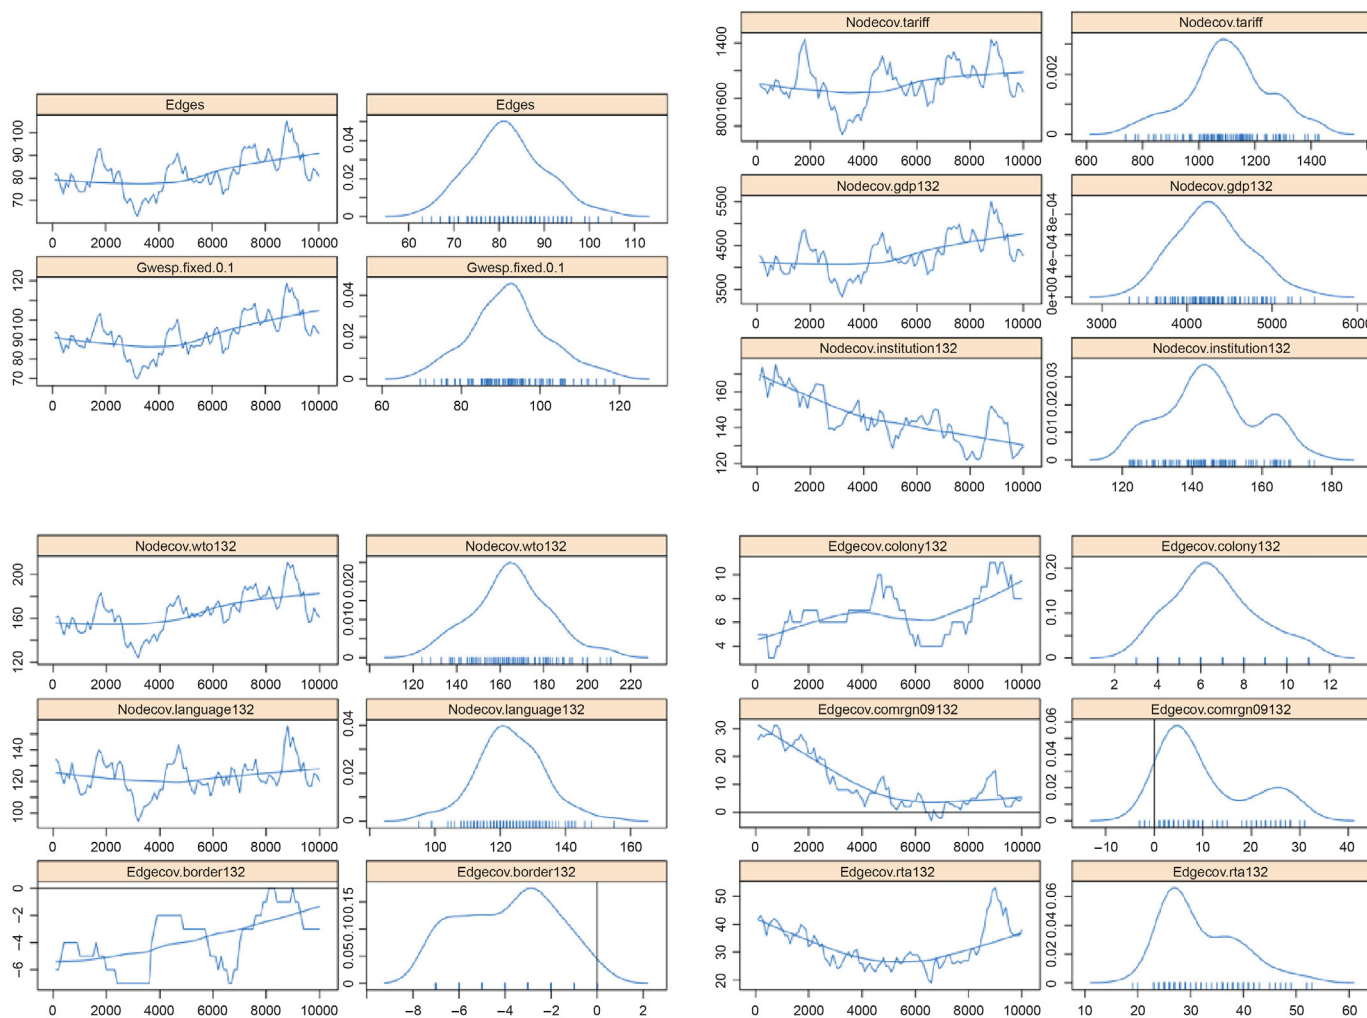 Edges
Edges
70 80 90 100
0 0.02 0.04
0 2000 4000 6000 8000 10000
60 70 80 90 100 110
Gwesp.fixed.0.1
Gwesp.fixed.0.1
70 80 90100 120
0 0.02 0.04
0 2000 4000 6000 8000 10000
60 80 100 120
Nodecov.tariff
Nodecov.tariff
8001600 1400
0 0.002
0 2000 4000 6000 8000 10000
600 800 1000 1200 1400
Nodecov.gdp132
Nodecov.gdp132
3500 4500 5500
0e+004e-048e-04
0 2000 4000 6000 8000 10000
3000 4000 5000 6000
Nodecov.institution132
Nodecov.institution132
120 140 160
0 0.010.020.03
0 2000 4000 6000 8000 10000
120 140 160 180
Nodecov.wto132
Nodecov.wto132
120 160 200
0 0.010 0.020
0 2000 4000 6000 8000 10000
100 120 140 160 180 200 220
Nodecov.language132
Nodecov.language132
100 120 140
0 0.02 0.04
0 2000 4000 6000 8000 10000
100 120 140 160
Edgecov.border132
Edgecov.border132
−6 −4 −2 0
0 0.050.100.15
0 2000 4000 6000 8000 10000
−8 −6 −4 −2 0 2
Edgecov.colony132
Edgecov.colony132
4 6 8 10
0 0.10 0.20
0 2000 4000 6000 8000 10000
2 4 6 8 10 12
Edgecov.comrgn09132
Edgecov.comrgn09132
0 10 20 30
0 0.02 0.04 0.06
0 2000 4000 6000 8000 10000
−10 0 10 20 30 40
Edgecov.rta132
Edgecov.rta132
20 30 40 50
0 0.02 0.06
0 2000 4000 6000 8000 10000
10 20 30 40 50 60